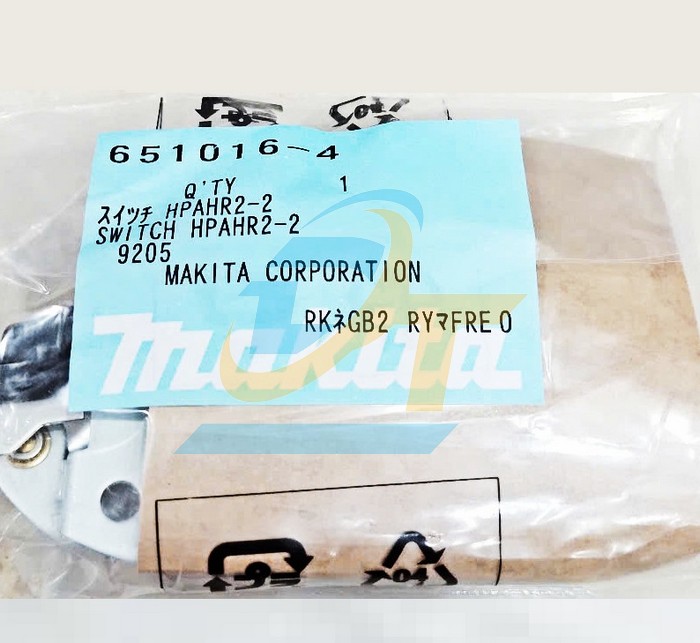 651016-4
Q'TY 1
スイッチ HPAHR2-2
SWITCH HPAHR2-2
9205
MAKITA CORPORATION
RKネGB2 RYマFRE0
makita
DT